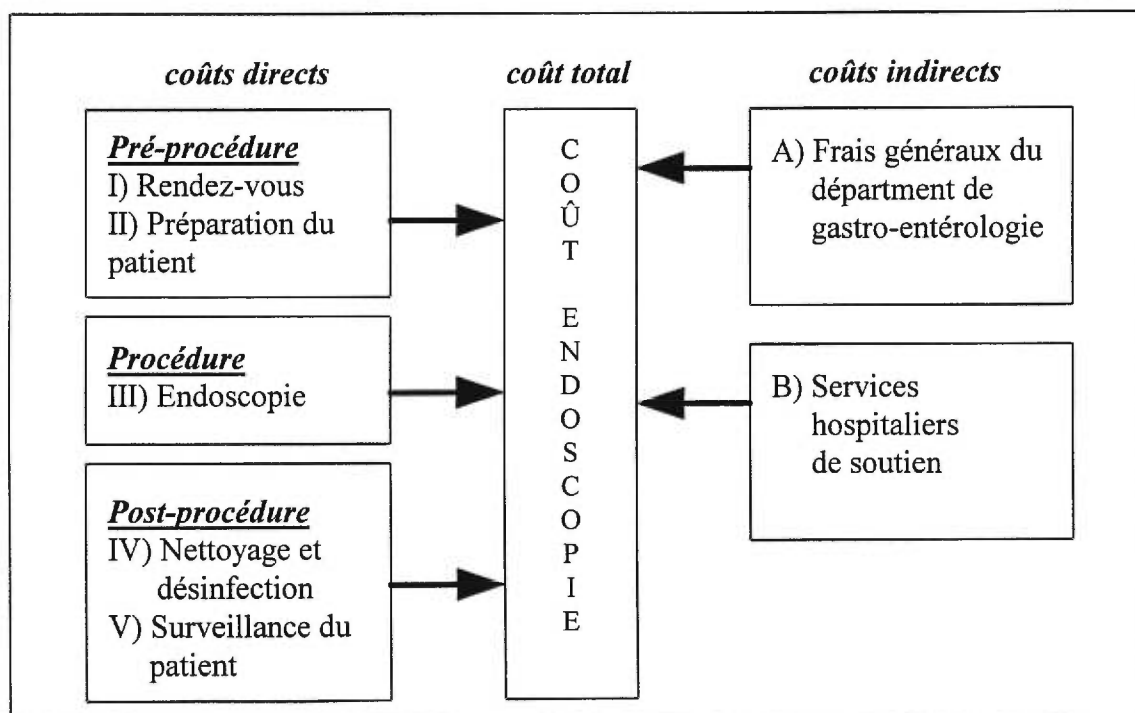 coûts directs
coût total
coûts indirects
Pré-procédure
I) Rendez-vous
II) Préparation du
patient
Procédure
III) Endoscopie
Post-procédure
IV) Nettoyage et
désinfection
V) Surveillance du
patient
C
O
Û
T
E
N
D
O
S
C
O
P
I
E
A) Frais généraux du
départment de
gastro-entérologie
B) Services
hospitaliers
de soutien